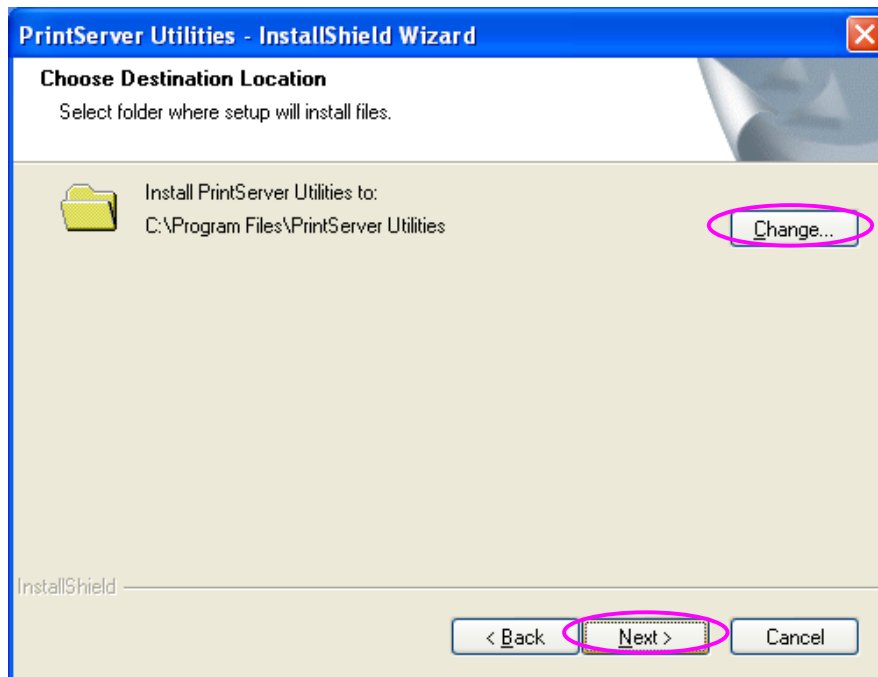 PrintServer Utilities - InstallShield Wizard
Choose Destination Location
Select folder where setup will install files.
Install PrintServer Utilities to:
C:\Program Files\PrintServer Utilities
Change...
InstallShield
< Back
Next >
Cancel